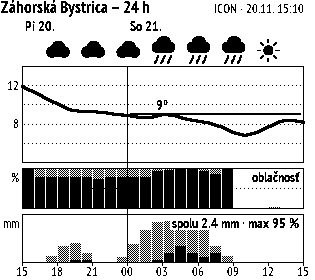 Záhorská Bystrica – 24 h
ICON - 20.11. 15:10
Pi 20.
So 21.
12
9°
8
%
oblačnosť
mm
spolu 2.4 mm - max 95 %
15 18 21 00 03 06 09 12 15